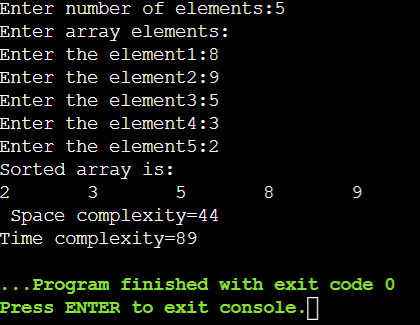 Enter number of elements:5
Enter array elements:
Enter the element1:8
Enter the element2:9
Enter the element3:5
Enter the element4:3
Enter the element5:2
Sorted array is:
2       3       5       8       9
 Space complexity=44
Time complexity=89

...Program finished with exit code 0
Press ENTER to exit console.